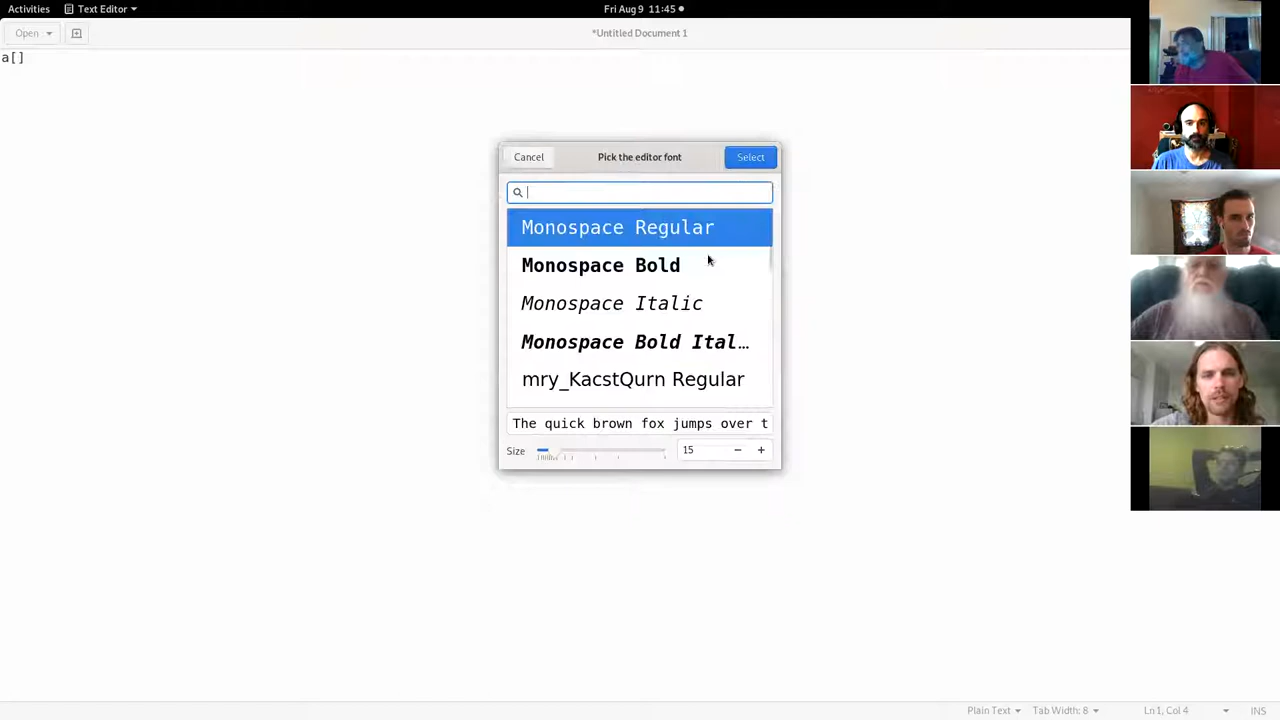 Activities Text Editor Fri Aug 9 11:45
Open *Untitled Document 1
a[]
Cancel Pick the editor font Select
Monospace Regular
Monospace Bold
Monospace Italic
Monospace Bold Ital…
mry_KacstQurn Regular
The quick brown fox jumps over t
Size 15 − +
Plain Text Tab Width: 8 Ln 1, Col 4 INS